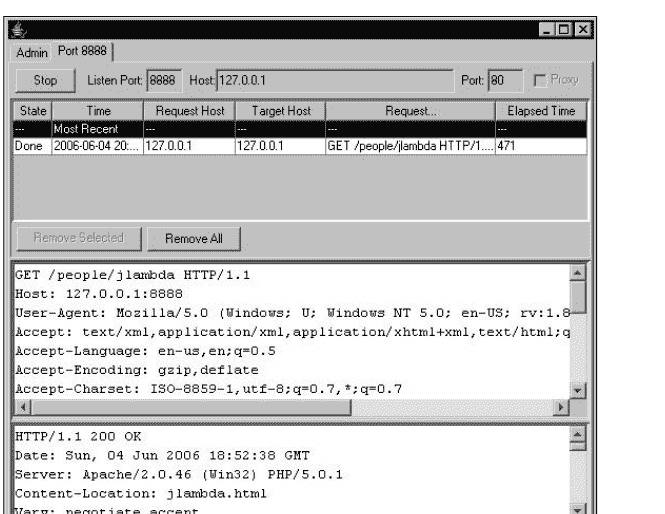 Admin Port 8888
Stop Listen Port: 8888 Host: 127.0.0.1 Port: 80 Proxy
State Time Request Host Target Host Request... Elapsed Time
--- Most Recent --- --- --- ---
Done 2006-06-04 20:... 127.0.0.1 127.0.0.1 GET /people/jlambda HTTP/1.... 471
Remove Selected Remove All
GET /people/jlambda HTTP/1.1
Host: 127.0.0.1:8888
User-Agent: Mozilla/5.0 (Windows; U; Windows NT 5.0; en-US; rv:1.8
Accept: text/xml,application/xml,application/xhtml+xml,text/html;q
Accept-Language: en-us,en;q=0.5
Accept-Encoding: gzip,deflate
Accept-Charset: ISO-8859-1,utf-8;q=0.7,*;q=0.7
HTTP/1.1 200 OK
Date: Sun, 04 Jun 2006 18:52:38 GMT
Server: Apache/2.0.46 (Win32) PHP/5.0.1
Content-Location: jlambda.html
Vary: negotiate,accept